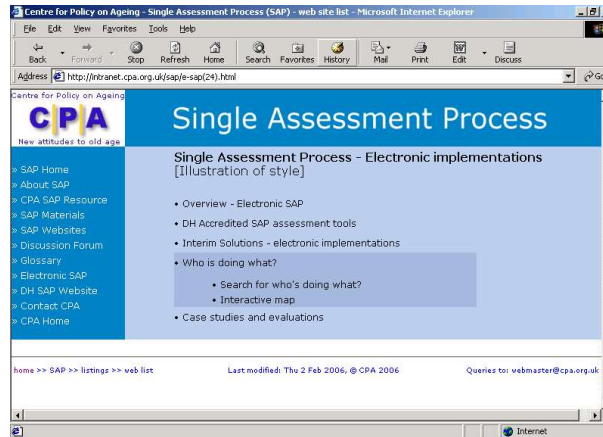 Centre for Policy on Ageing - Single Assessment Process (SAP) - web site list - Microsoft Internet Explorer
File Edit View Favorites Tools Help
Back Forward Stop Refresh Home Search Favorites History Mail Print Edit Discuss
Address http://intranet.cpa.org.uk/sap/e-sap(24).html Go
Centre for Policy on Ageing
CPA
New attitudes to old age
Single Assessment Process
» SAP Home
» About SAP
» CPA SAP Resource
» SAP Materials
» SAP Websites
» Discussion Forum
» Glossary
» Electronic SAP
» DH SAP Website
» Contact CPA
» CPA Home
Single Assessment Process - Electronic implementations
[Illustration of style]
• Overview - Electronic SAP
• DH Accredited SAP assessment tools
• Interim Solutions - electronic implementations
• Who is doing what?
• Search for who's doing what?
• Interactive map
• Case studies and evaluations
home >> SAP >> listings >> web list
Last modified: Thu 2 Feb 2006, © CPA 2006
Queries to: webmaster@cpa.org.uk
Internet